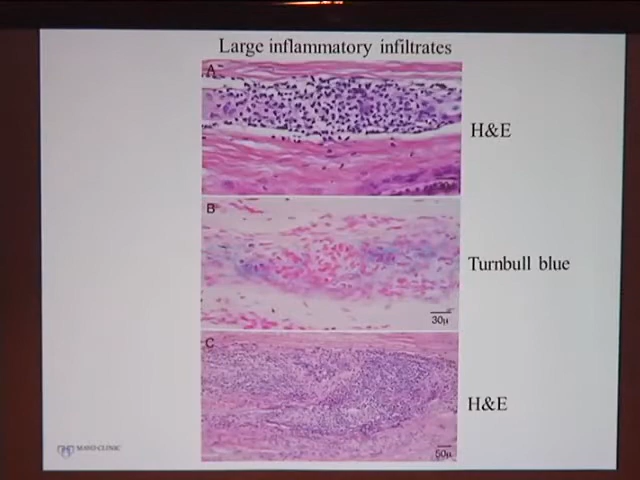 Large inflammatory infiltrates
A
H&E
B
Turnbull blue
30µ
C
H&E
50µ
MAYO CLINIC